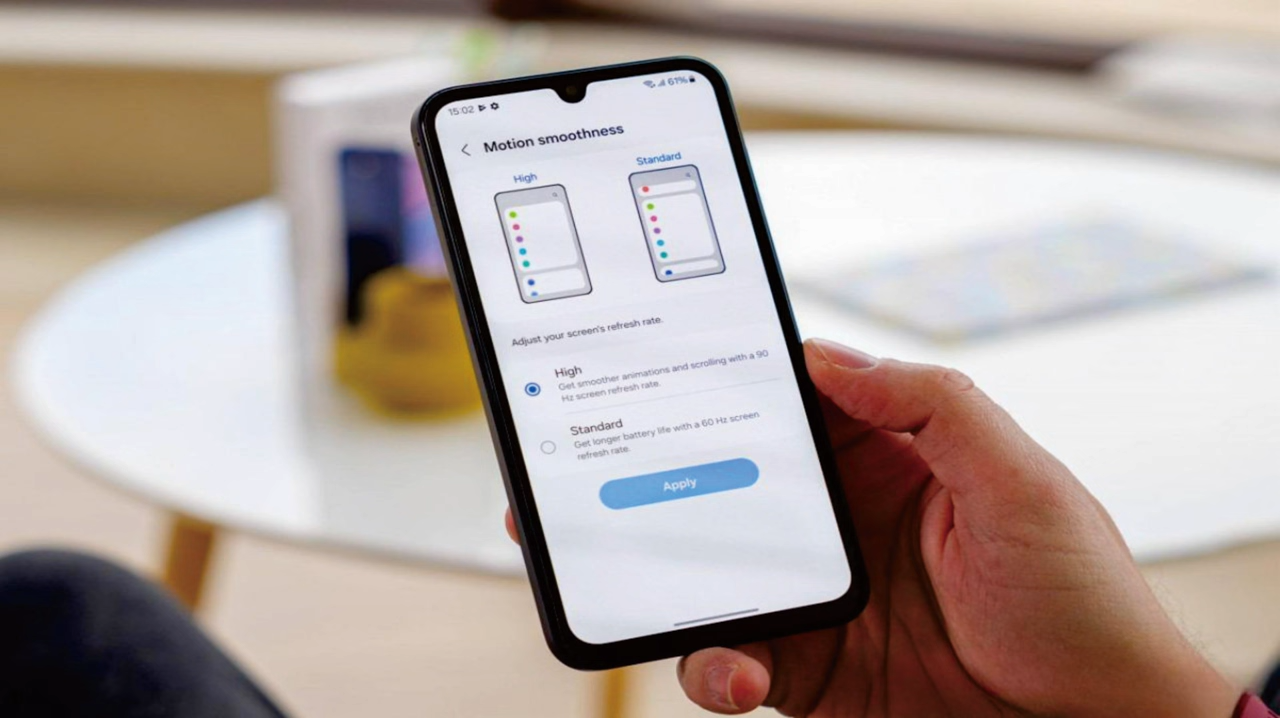 15:02
61%
Motion smoothness
High
Standard
Adjust your screen's refresh rate.
High
Get smoother animations and scrolling with a 90
Hz screen refresh rate.
Standard
Get longer battery life with a 60 Hz screen
refresh rate.
Apply